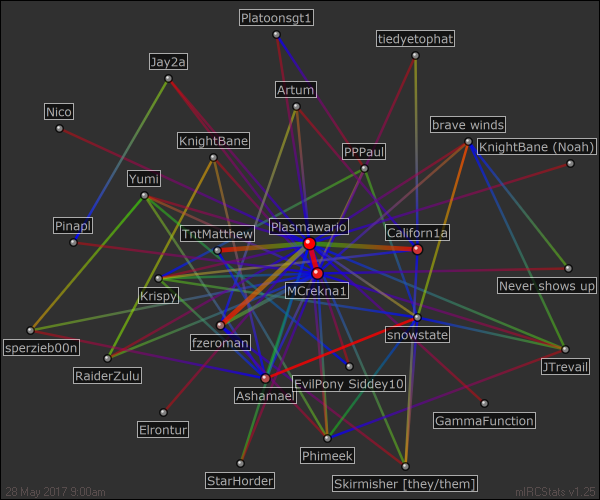 Platoonsgt1
tiedyetophat
Jay2a
Artum
Nico
brave winds
KnightBane
KnightBane (Noah)
PPPaul
Yumi
Plasmawario
Pinapl
TntMatthew
Californ1a
MCrekna1
Never shows up
Krispy
snowstate
sperzieb00n
fzeroman
JTrevail
RaiderZulu
EvilPony Siddey10
Ashamael
GammaFunction
Elrontur
Phimeek
StarHorder
Skirmisher [they/them]
28 May 2017 9:00am
mIRCStats v1.25